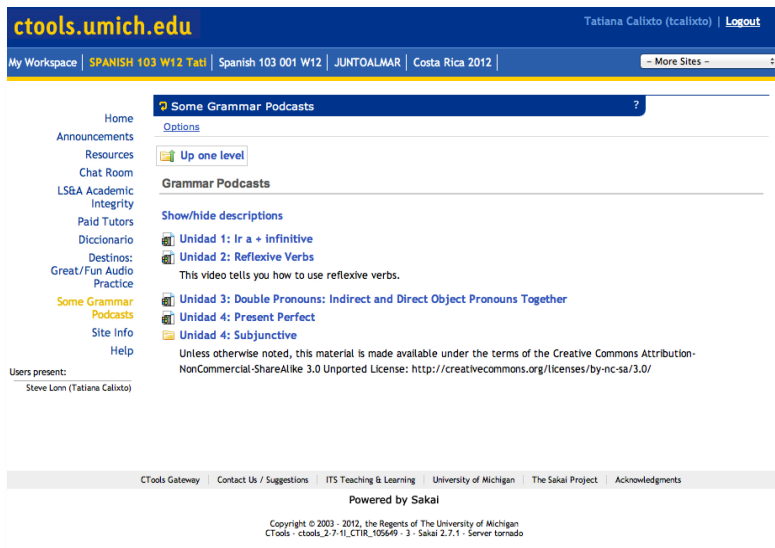 ctools.umich.edu
Tatiana Calixto (tcalixto) | Logout
My Workspace | SPANISH 103 W12 Tati | Spanish 103 001 W12 | JUNTOALMAR | Costa Rica 2012 |
- More Sites -
Some Grammar Podcasts ?
Options
Home
Announcements
Resources
Chat Room
LS&A Academic
Integrity
Paid Tutors
Diccionario
Destinos:
Great/Fun Audio
Practice
Some Grammar
Podcasts
Site Info
Help
Users present:
Steve Lonn (Tatiana Calixto)
Up one level
Grammar Podcasts
Show/hide descriptions
Unidad 1: Ir a + infinitive
Unidad 2: Reflexive Verbs
This video tells you how to use reflexive verbs.
Unidad 3: Double Pronouns: Indirect and Direct Object Pronouns Together
Unidad 4: Present Perfect
Unidad 4: Subjunctive
Unless otherwise noted, this material is made available under the terms of the Creative Commons Attribution-
NonCommercial-ShareAlike 3.0 Unported License: http://creativecommons.org/licenses/by-nc-sa/3.0/
CTools Gateway | Contact Us / Suggestions | ITS Teaching & Learning | University of Michigan | The Sakai Project | Acknowledgments
Powered by Sakai
Copyright © 2003 - 2012, the Regents of The University of Michigan
CTools - ctools_2-7-1l_CTIR_105649 - 3 - Sakai 2.7.1 - Server tornado